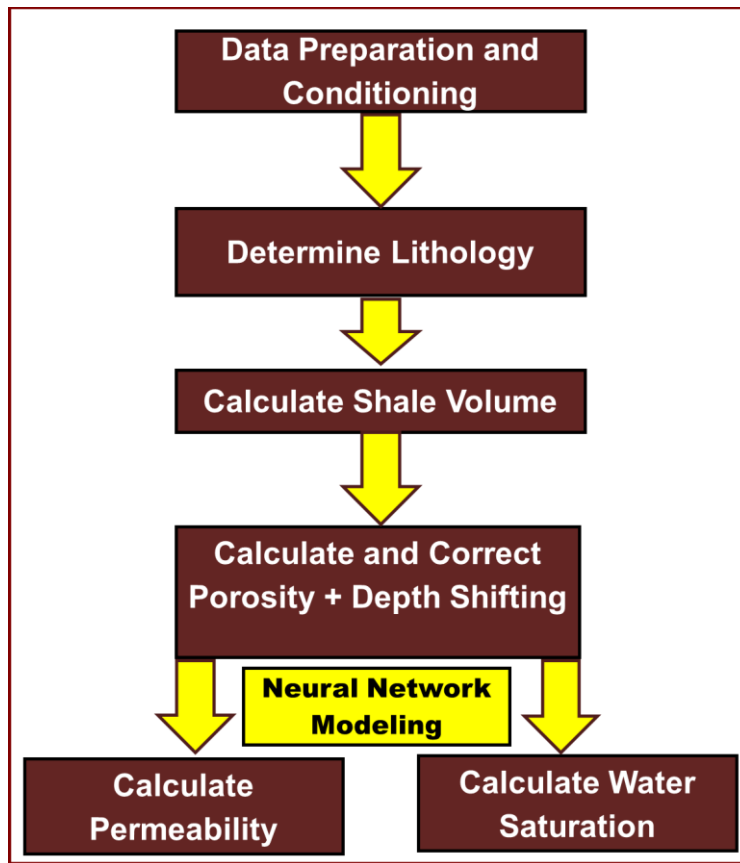 Data Preparation and
Conditioning
Determine Lithology
Calculate Shale Volume
Calculate and Correct
Porosity + Depth Shifting
Neural Network
Modeling
Calculate
Permeability
Calculate Water
Saturation